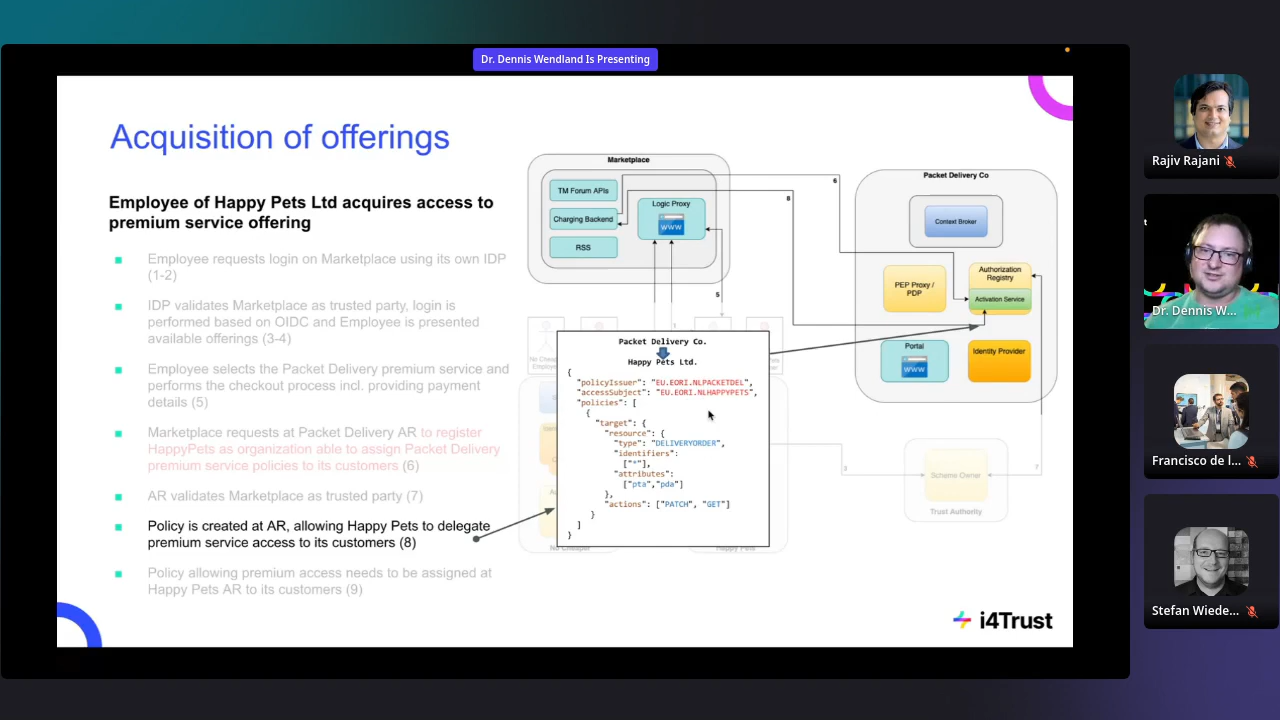 Dr. Dennis Wendland Is Presenting
Acquisition of offerings
Employee of Happy Pets Ltd acquires access to
premium service offering
Employee requests login on Marketplace using its own IDP
(1-2)
IDP validates Marketplace as trusted party, login is
performed based on OIDC and Employee is presented
available offerings (3-4)
Employee selects the Packet Delivery premium service and
performs the checkout process incl. providing payment
details (5)
Marketplace requests at Packet Delivery AR to register
HappyPets as organization able to assign Packet Delivery
premium service policies to its customers (6)
AR validates Marketplace as trusted party (7)
Policy is created at AR, allowing Happy Pets to delegate
premium service access to its customers (8)
Policy allowing premium access needs to be assigned at
Happy Pets AR to its customers (9)
Marketplace
TM Forum APIs
Charging Backend
RSS
Logic Proxy
WWW
6
8
5
1
Packet Delivery Co
Context Broker
PEP Proxy /
PDP
Authorization
Registry
Activation Service
Portal
WWW
Identity Provider
Packet Delivery Co.
Happy Pets Ltd.
{
"policyIssuer": "EU.EORI.NLPACKETDEL",
"accessSubject": "EU.EORI.NLHAPPYPETS",
"policies": [
{
"target": {
"resource": {
"type": "DELIVERYORDER",
"identifiers":
["*"],
"attributes":
["pta","pda"]
},
"actions": ["PATCH", "GET"]
}
]
}
No Cheaper
Happy Pets
2
7
Scheme Owner
Trust Authority
i4Trust
Rajiv Rajani
Dr. Dennis W...
Francisco de l...
Stefan Wiede...